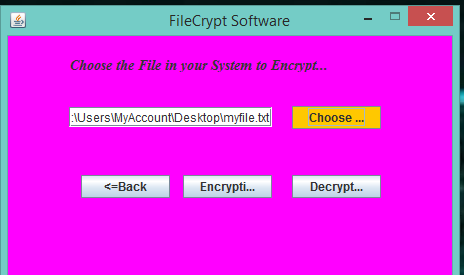 FileCrypt Software
Choose the File in your System to Encrypt...
:\Users\MyAccount\Desktop\myfile.txt Choose ...
<=Back Encrypti... Decrypt...